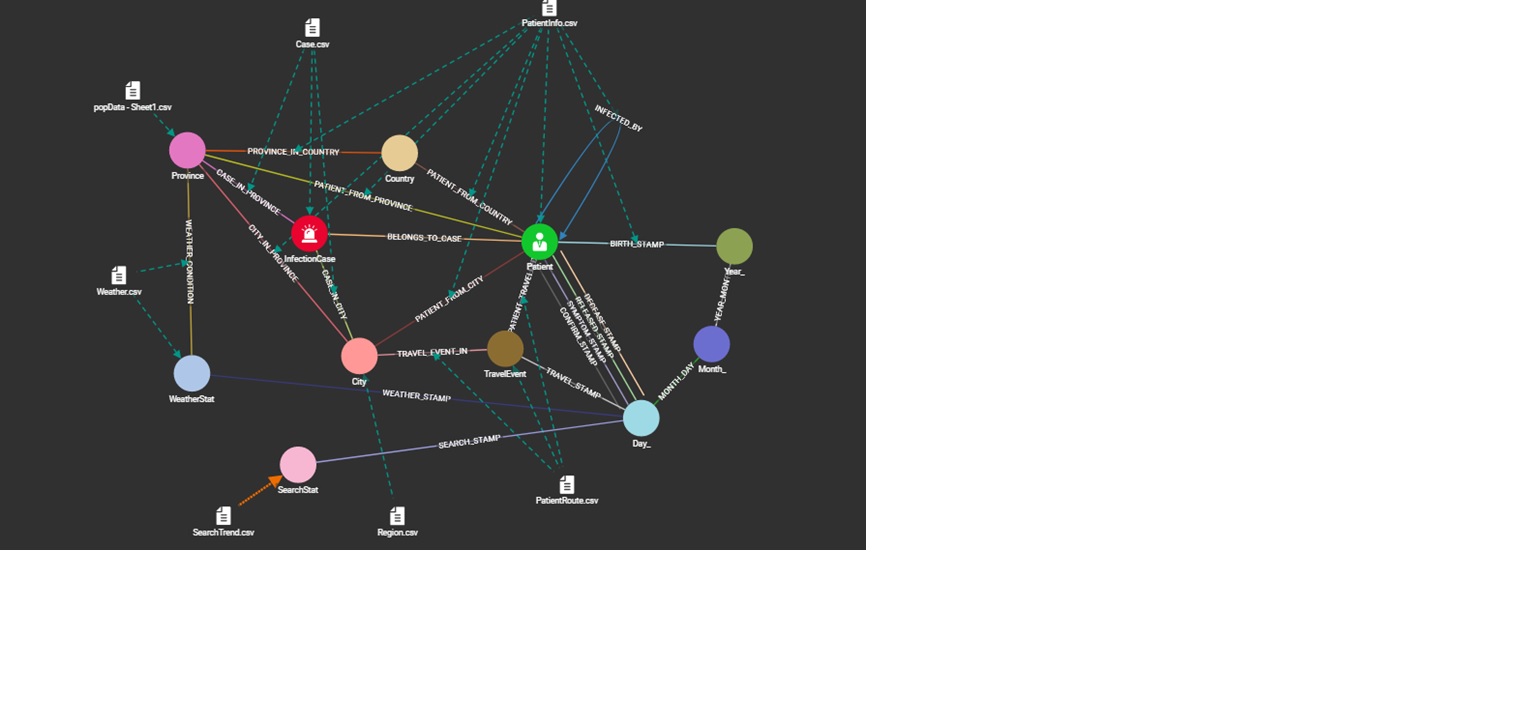 PatientInfo.csv
Case.csv
popData - Sheet1.csv
INFECTED_BY
PROVINCE_IN_COUNTRY
Province
Country
CASE_IN_PROVINCE
PATIENT_FROM_PROVINCE
PATIENT_FROM_COUNTRY
WEATHER_CONDITION
CITY_IN_PROVINCE
BELONGS_TO_CASE
BIRTH_STAMP
InfectionCase
Patient
Year_
Weather.csv
CASE_IN_CITY
PATIENT_FROM_CITY
PATIENT_TRAVEL
DECEASE_STAMP
RELEASED_STAMP
SYMPTOM_STAMP
CONFIRM_STAMP
YEAR_MONTH
TRAVEL_EVENT_IN
City
TravelEvent
TRAVEL_STAMP
Month_
MONTH_DAY
WeatherStat
WEATHER_STAMP
SEARCH_STAMP
Day_
SearchStat
PatientRoute.csv
SearchTrend.csv
Region.csv